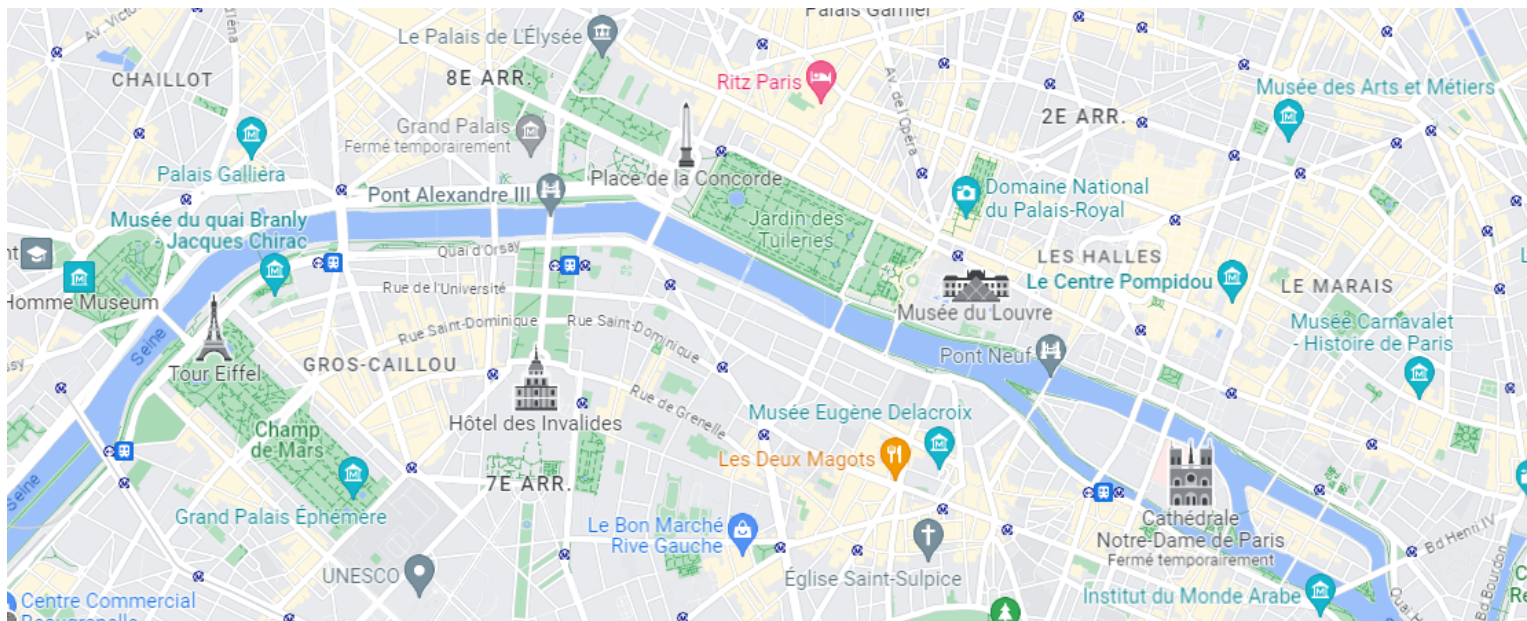 Palais Garnier
Av. Victor
d'Iéna
Le Palais de L'Élysée
CHAILLOT
8E ARR.
Ritz Paris
Av. de l'Opéra
Musée des Arts et Métiers
2E ARR.
Grand Palais
Fermé temporairement
Palais Galliera
Place de la Concorde
Pont Alexandre III
Domaine National
du Palais-Royal
Musée du quai Branly
- Jacques Chirac
Jardin des
Tuileries
Quai d'Orsay
LES HALLES
Le Centre Pompidou
LE MARAIS
Homme Museum
Rue de l'Université
Musée du Louvre
Rue Saint-Dominique
Rue Saint-Dominique
Musée Carnavalet
- Histoire de Paris
Seine
Pont Neuf
GROS-CAILLOU
Tour Eiffel
Rue de Grenelle
Hôtel des Invalides
Musée Eugène Delacroix
Champ
de Mars
Les Deux Magots
7E ARR.
Seine
Grand Palais Éphémère
Le Bon Marché
Rive Gauche
Cathédrale
Notre-Dame de Paris
Fermé temporairement
Bd Henri IV
Bd Bourdon
UNESCO
Église Saint-Sulpice
Institut du Monde Arabe
Quai H
Centre Commercial
Beaugrenelle